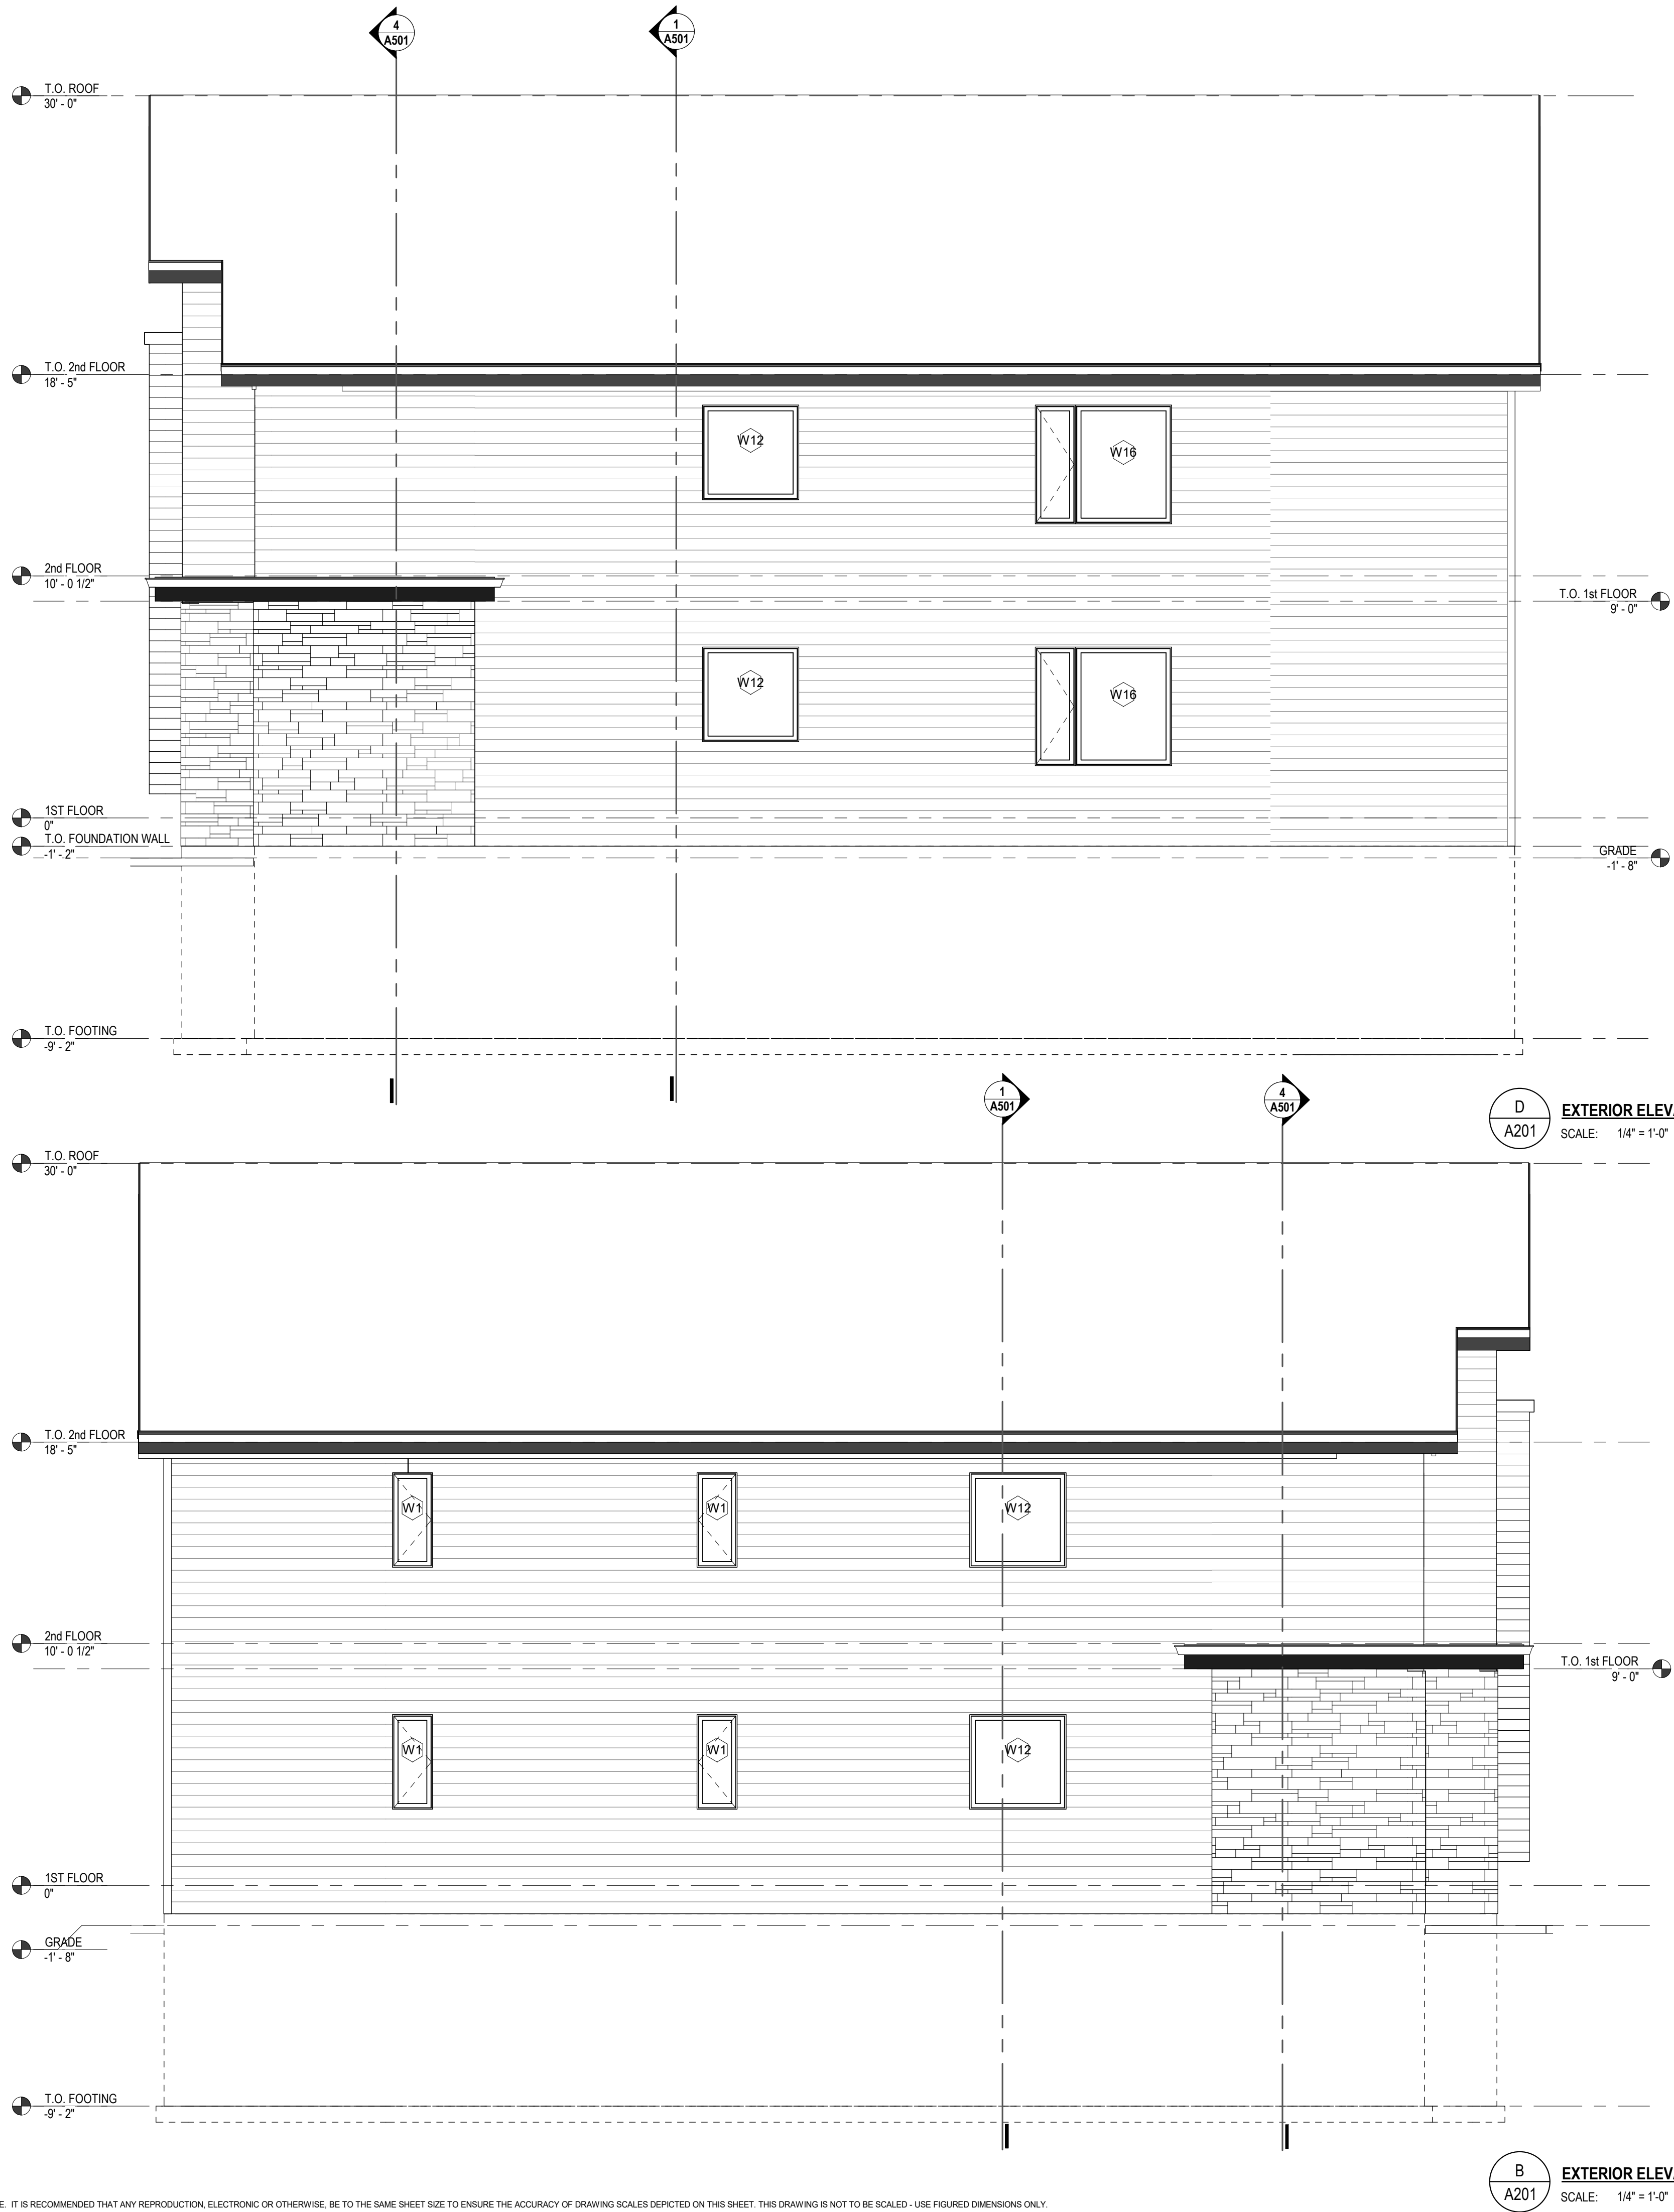 4
A501
1
A501
T.O. ROOF
30' - 0"
T.O. 2nd FLOOR
18' - 5"
W12
W16
2nd FLOOR
10' - 0 1/2"
T.O. 1st FLOOR
9' - 0"
W12
W16
1ST FLOOR
0"
T.O. FOUNDATION WALL
-1' - 2"
GRADE
-1' - 8"
T.O. FOOTING
-9' - 2"
1
A501
4
A501
D
A201
EXTERIOR ELEV
SCALE: 1/4" = 1'-0"
T.O. ROOF
30' - 0"
T.O. 2nd FLOOR
18' - 5"
W1
W1
W12
2nd FLOOR
10' - 0 1/2"
T.O. 1st FLOOR
9' - 0"
W1
W1
W12
1ST FLOOR
0"
GRADE
-1' - 8"
T.O. FOOTING
-9' - 2"
B
A201
EXTERIOR ELEV
SCALE: 1/4" = 1'-0"
E. IT IS RECOMMENDED THAT ANY REPRODUCTION, ELECTRONIC OR OTHERWISE, BE TO THE SAME SHEET SIZE TO ENSURE THE ACCURACY OF DRAWING SCALES DEPICTED ON THIS SHEET. THIS DRAWING IS NOT TO BE SCALED - USE FIGURED DIMENSIONS ONLY.